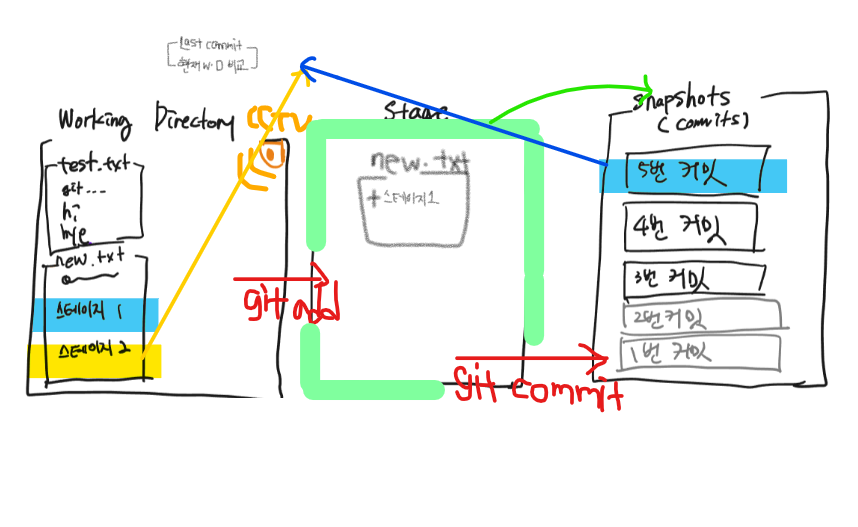 Last commit
현재 W.D 비교
Working Directory
CCTV
Stage
Snapshots
(commits)
test.txt
hi
bye
new.txt
스테이지 1
스테이지 2
new.txt
+ 스테이지 1
git add
git commit
5번 커밋
4번 커밋
3번 커밋
2번 커밋
1번 커밋